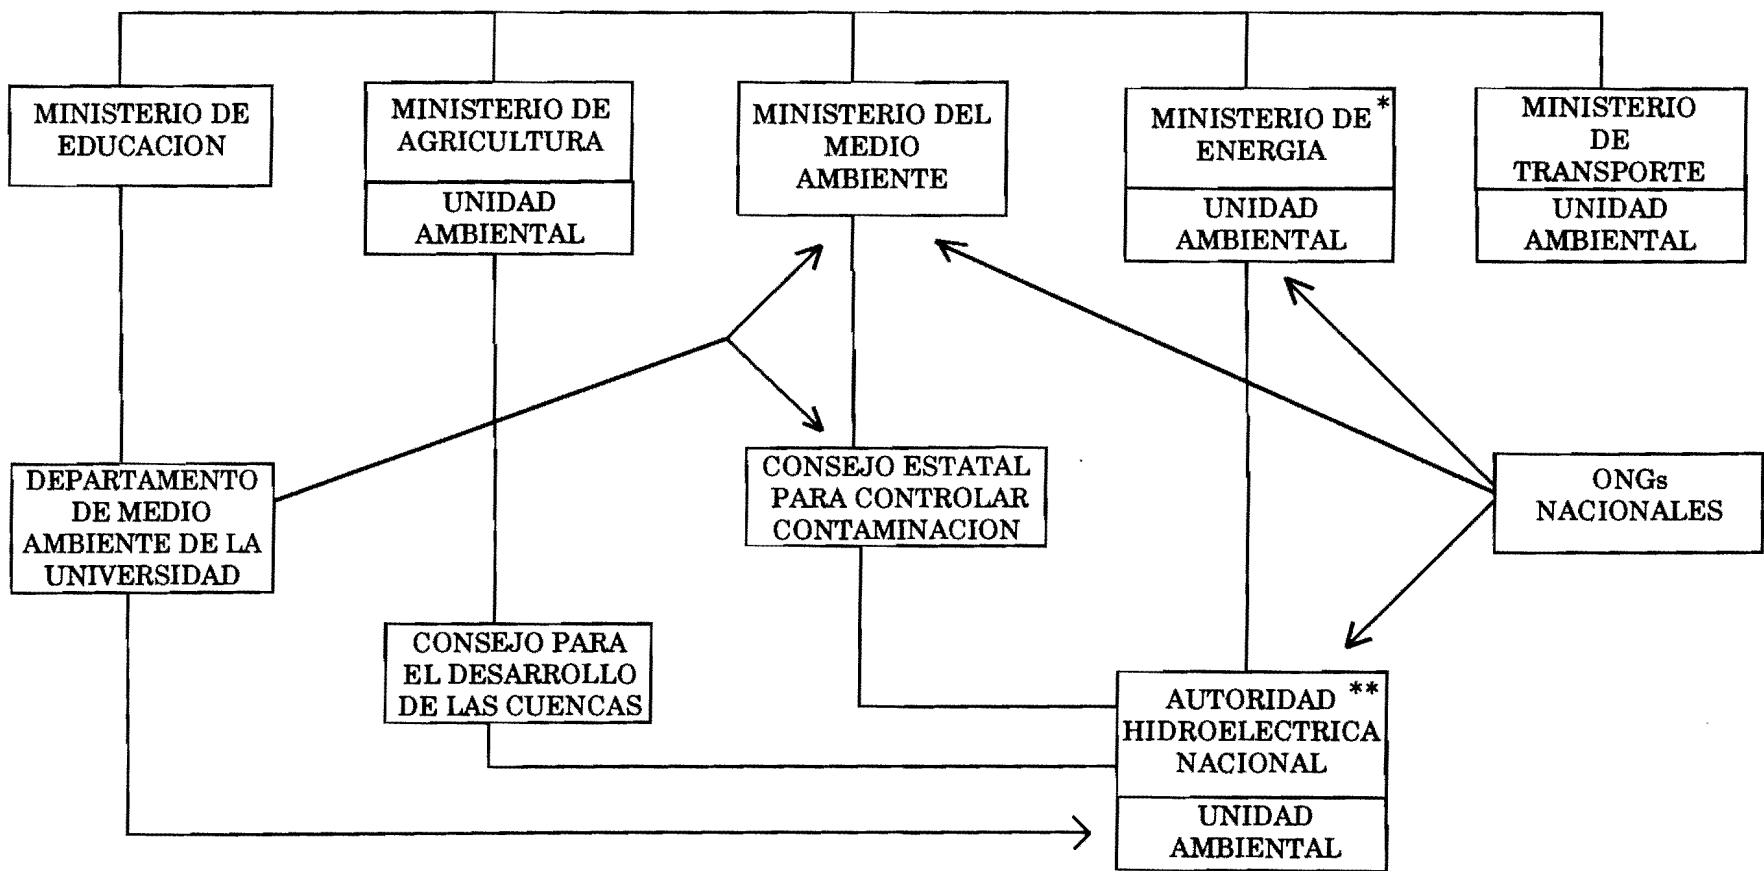 MINISTERIO DE
EDUCACION
MINISTERIO DE
AGRICULTURA
UNIDAD
AMBIENTAL
MINISTERIO DEL
MEDIO
AMBIENTE
MINISTERIO DE *
ENERGIA
UNIDAD
AMBIENTAL
MINISTERIO
DE
TRANSPORTE
UNIDAD
AMBIENTAL
DEPARTAMENTO
DE MEDIO
AMBIENTE DE LA
UNIVERSIDAD
CONSEJO ESTATAL
PARA CONTROLAR
CONTAMINACION
ONGs
NACIONALES
CONSEJO PARA
EL DESARROLLO
DE LAS CUENCAS
AUTORIDAD **
HIDROELECTRICA
NACIONAL
UNIDAD
AMBIENTAL